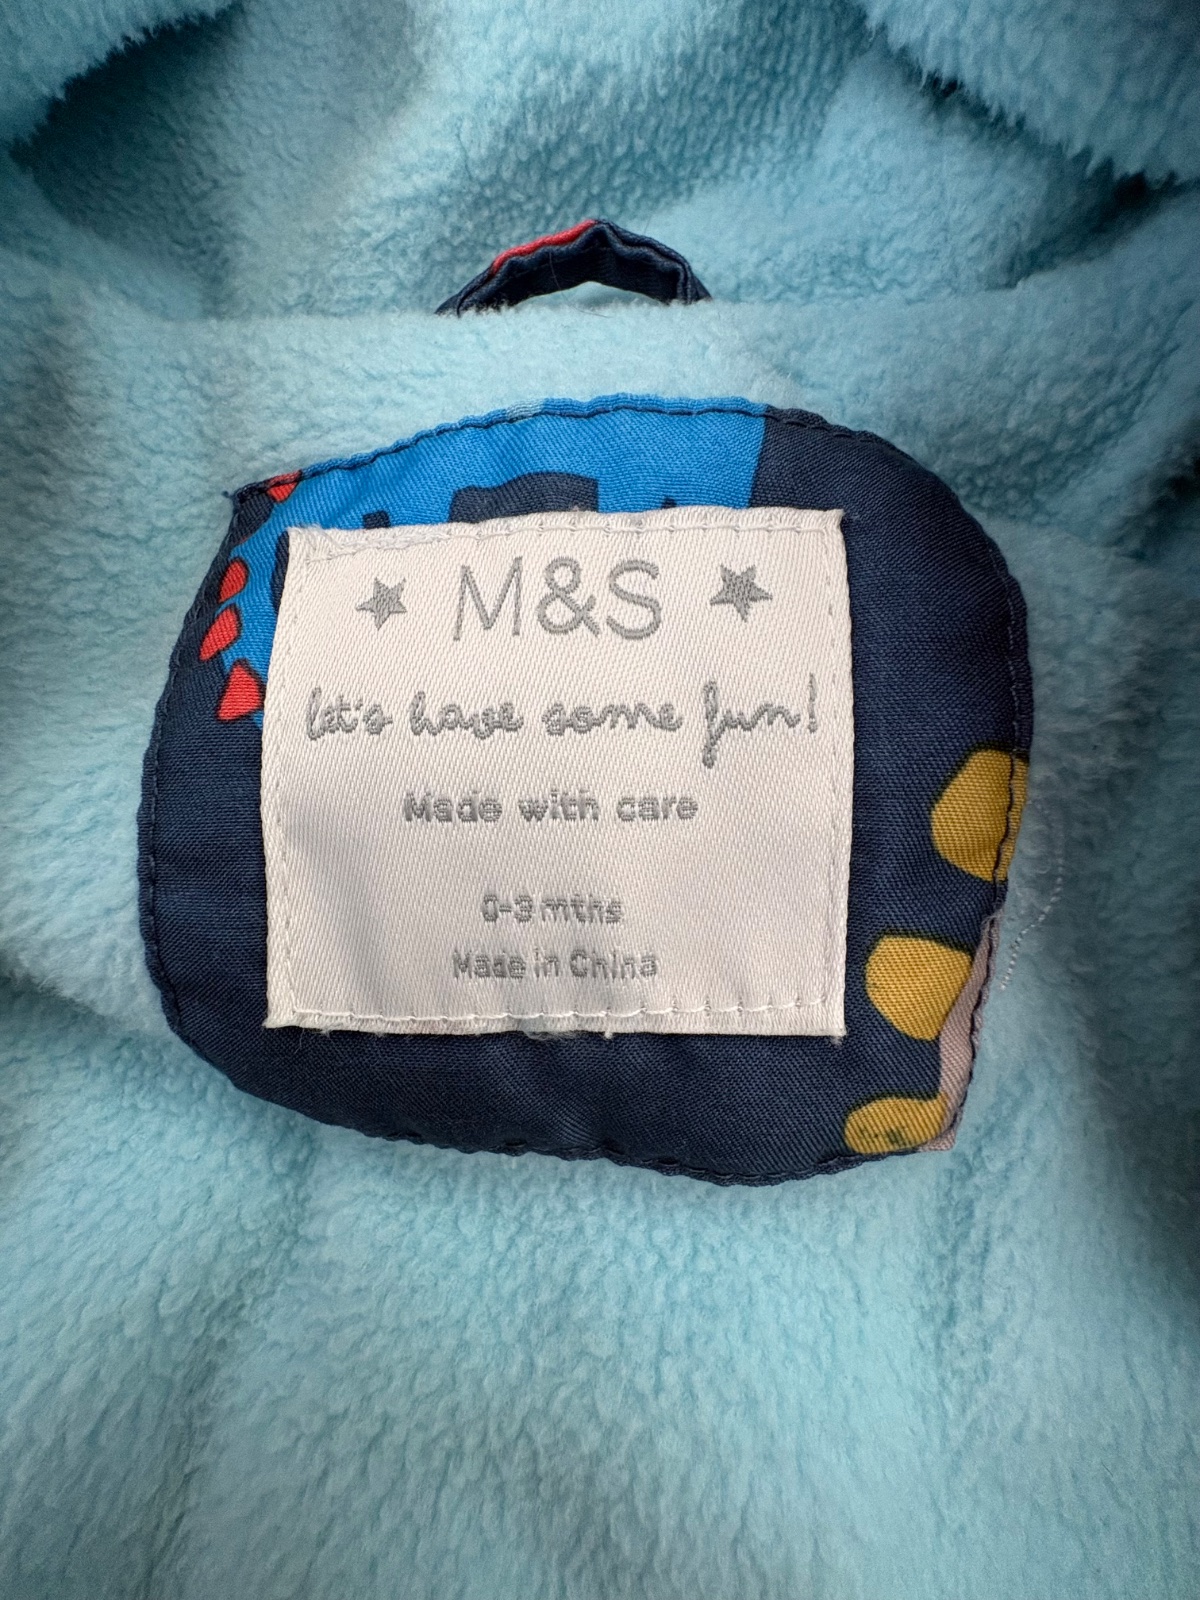 M&S
let's have some fun!
Made with care
0-3 mths
Made in China